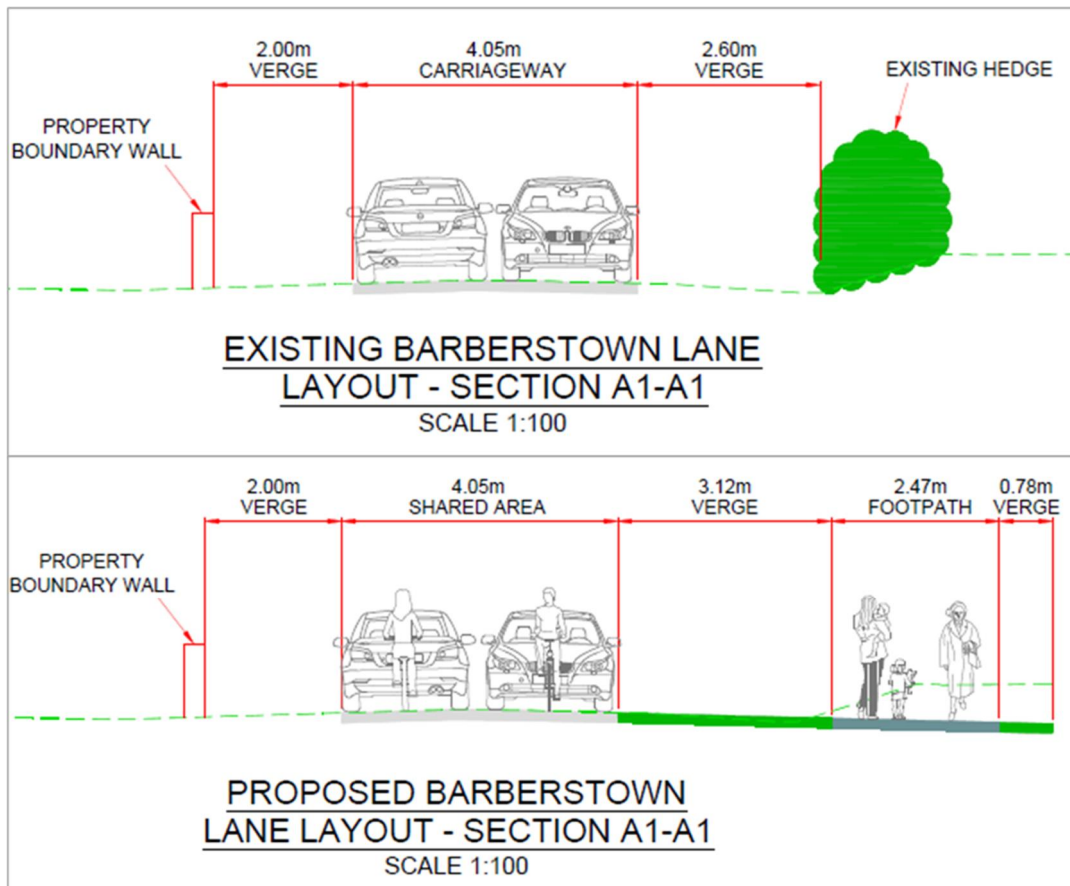 2.00m
VERGE
4.05m
CARRIAGEWAY
2.60m
VERGE
EXISTING HEDGE
PROPERTY
BOUNDARY WALL
EXISTING BARBERSTOWN LANE
LAYOUT - SECTION A1-A1
SCALE 1:100
2.00m
VERGE
4.05m
SHARED AREA
3.12m
VERGE
2.47m
FOOTPATH
0.78m
VERGE
PROPERTY
BOUNDARY WALL
PROPOSED BARBERSTOWN
LANE LAYOUT - SECTION A1-A1
SCALE 1:100